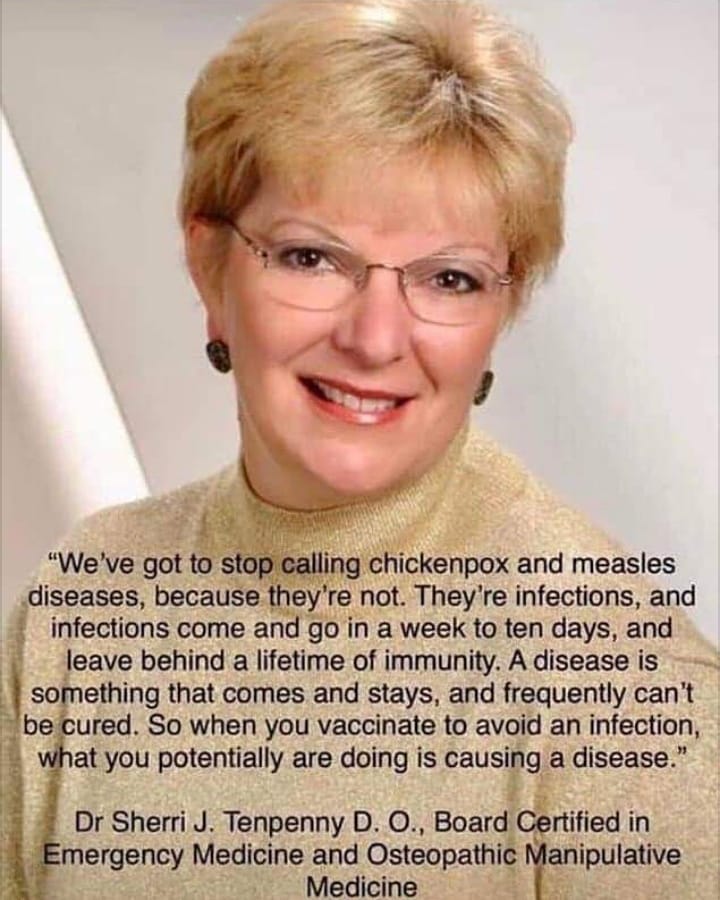 “We’ve got to stop calling chickenpox and measles
diseases, because they’re not. They’re infections, and
infections come and go in a week to ten days, and
leave behind a lifetime of immunity. A disease is
something that comes and stays, and frequently can’t
be cured. So when you vaccinate to avoid an infection,
what you potentially are doing is causing a disease.”
Dr Sherri J. Tenpenny D. O., Board Certified in
Emergency Medicine and Osteopathic Manipulative
Medicine